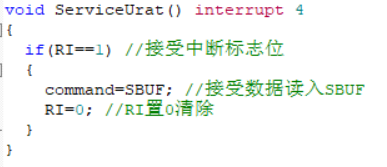 void ServiceUrat() interrupt 4
{
if(RI==1) //接受中断标志位
{
command=SBUF; //接受数据读入SBUF
RI=0; //RI置0清除
}
}